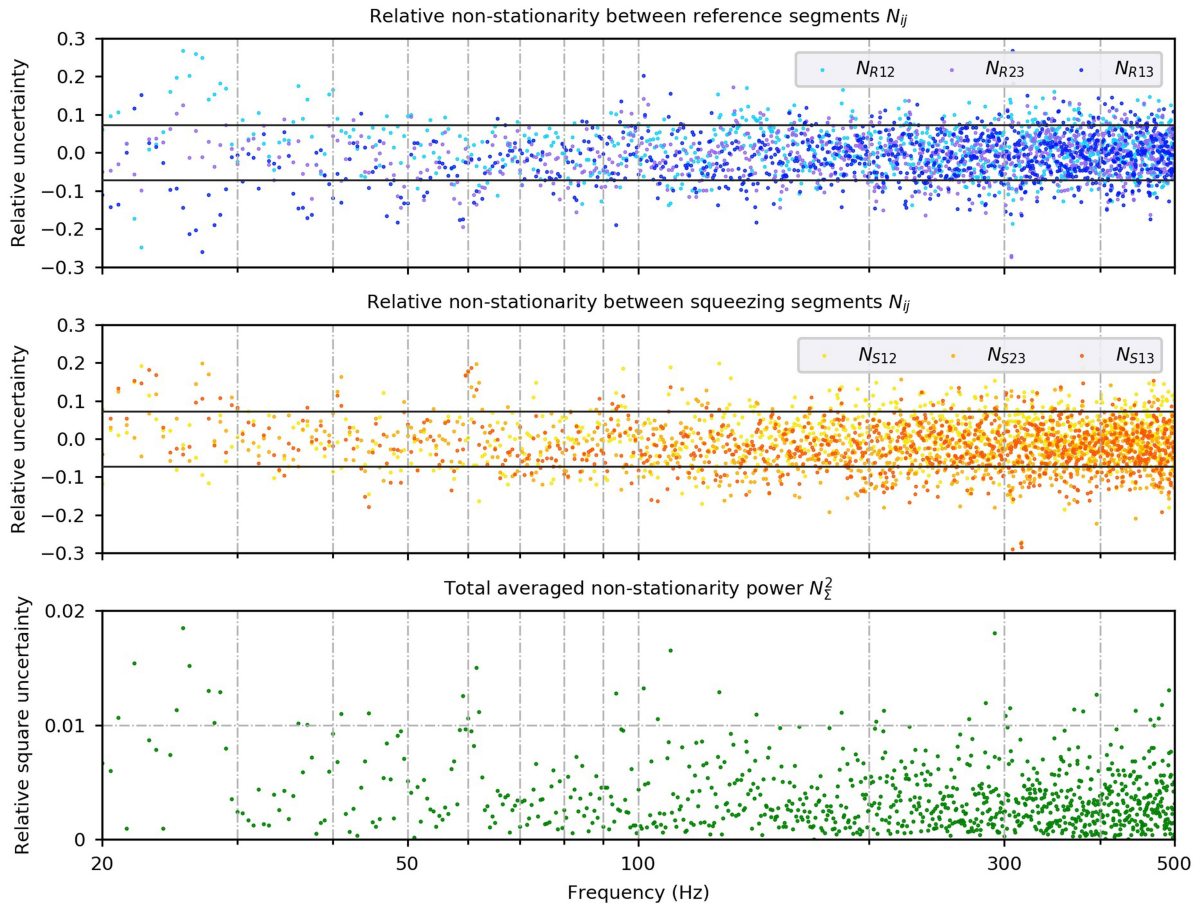 Relative non-stationarity between reference segments N_ij
Relative uncertainty
0.3
0.2
0.1
0.0
−0.1
−0.2
−0.3
N_R12 N_R23 N_R13
Relative non-stationarity between squeezing segments N_ij
Relative uncertainty
0.3
0.2
0.1
0.0
−0.1
−0.2
−0.3
N_S12 N_S23 N_S13
Total averaged non-stationarity power N_Σ^2
Relative square uncertainty
0.02
0.01
0
20 50 100 300 500
Frequency (Hz)